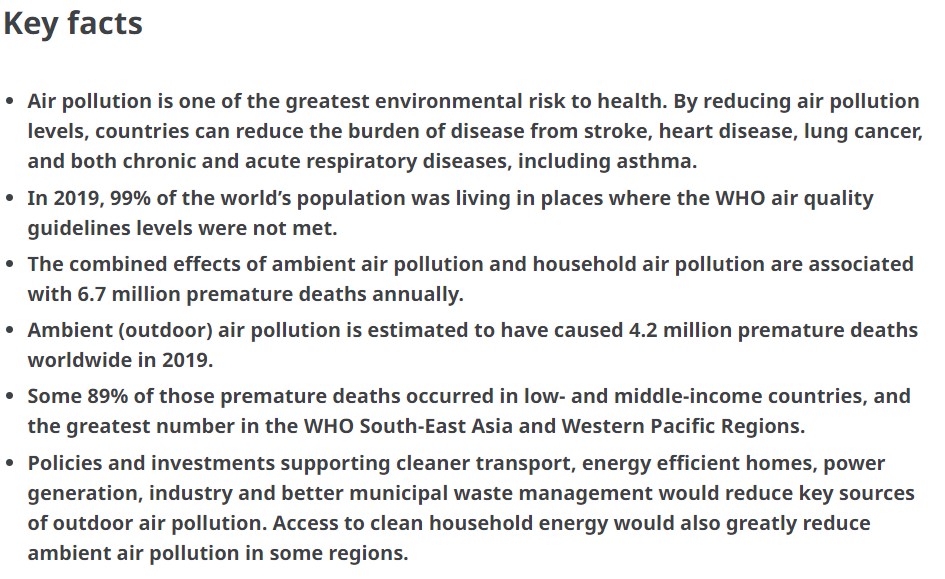 Key facts
• Air pollution is one of the greatest environmental risk to health. By reducing air pollution
levels, countries can reduce the burden of disease from stroke, heart disease, lung cancer,
and both chronic and acute respiratory diseases, including asthma.
• In 2019, 99% of the world’s population was living in places where the WHO air quality
guidelines levels were not met.
• The combined effects of ambient air pollution and household air pollution are associated
with 6.7 million premature deaths annually.
• Ambient (outdoor) air pollution is estimated to have caused 4.2 million premature deaths
worldwide in 2019.
• Some 89% of those premature deaths occurred in low- and middle-income countries, and
the greatest number in the WHO South-East Asia and Western Pacific Regions.
• Policies and investments supporting cleaner transport, energy efficient homes, power
generation, industry and better municipal waste management would reduce key sources
of outdoor air pollution. Access to clean household energy would also greatly reduce
ambient air pollution in some regions.